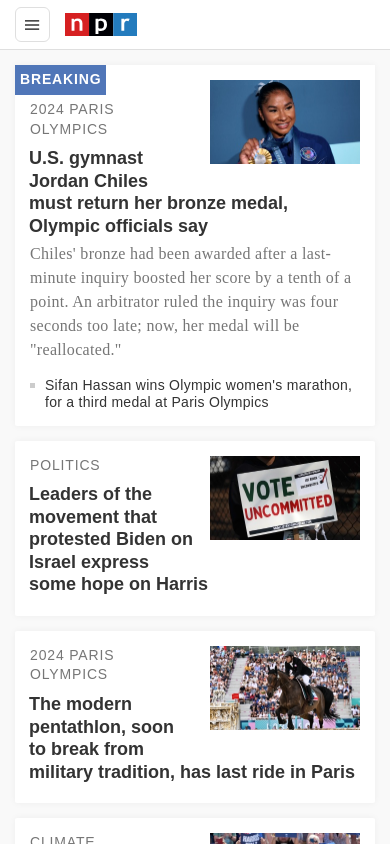 npr
BREAKING
2024 PARIS
OLYMPICS
U.S. gymnast
Jordan Chiles
must return her bronze medal,
Olympic officials say
Chiles' bronze had been awarded after a last-
minute inquiry boosted her score by a tenth of a
point. An arbitrator ruled the inquiry was four
seconds too late; now, her medal will be
"reallocated."
Sifan Hassan wins Olympic women's marathon,
for a third medal at Paris Olympics
POLITICS
Leaders of the
movement that
protested Biden on
Israel express
some hope on Harris
VOTE
UNCOMMITTED
2024 PARIS
OLYMPICS
The modern
pentathlon, soon
to break from
military tradition, has last ride in Paris
CLIMATE